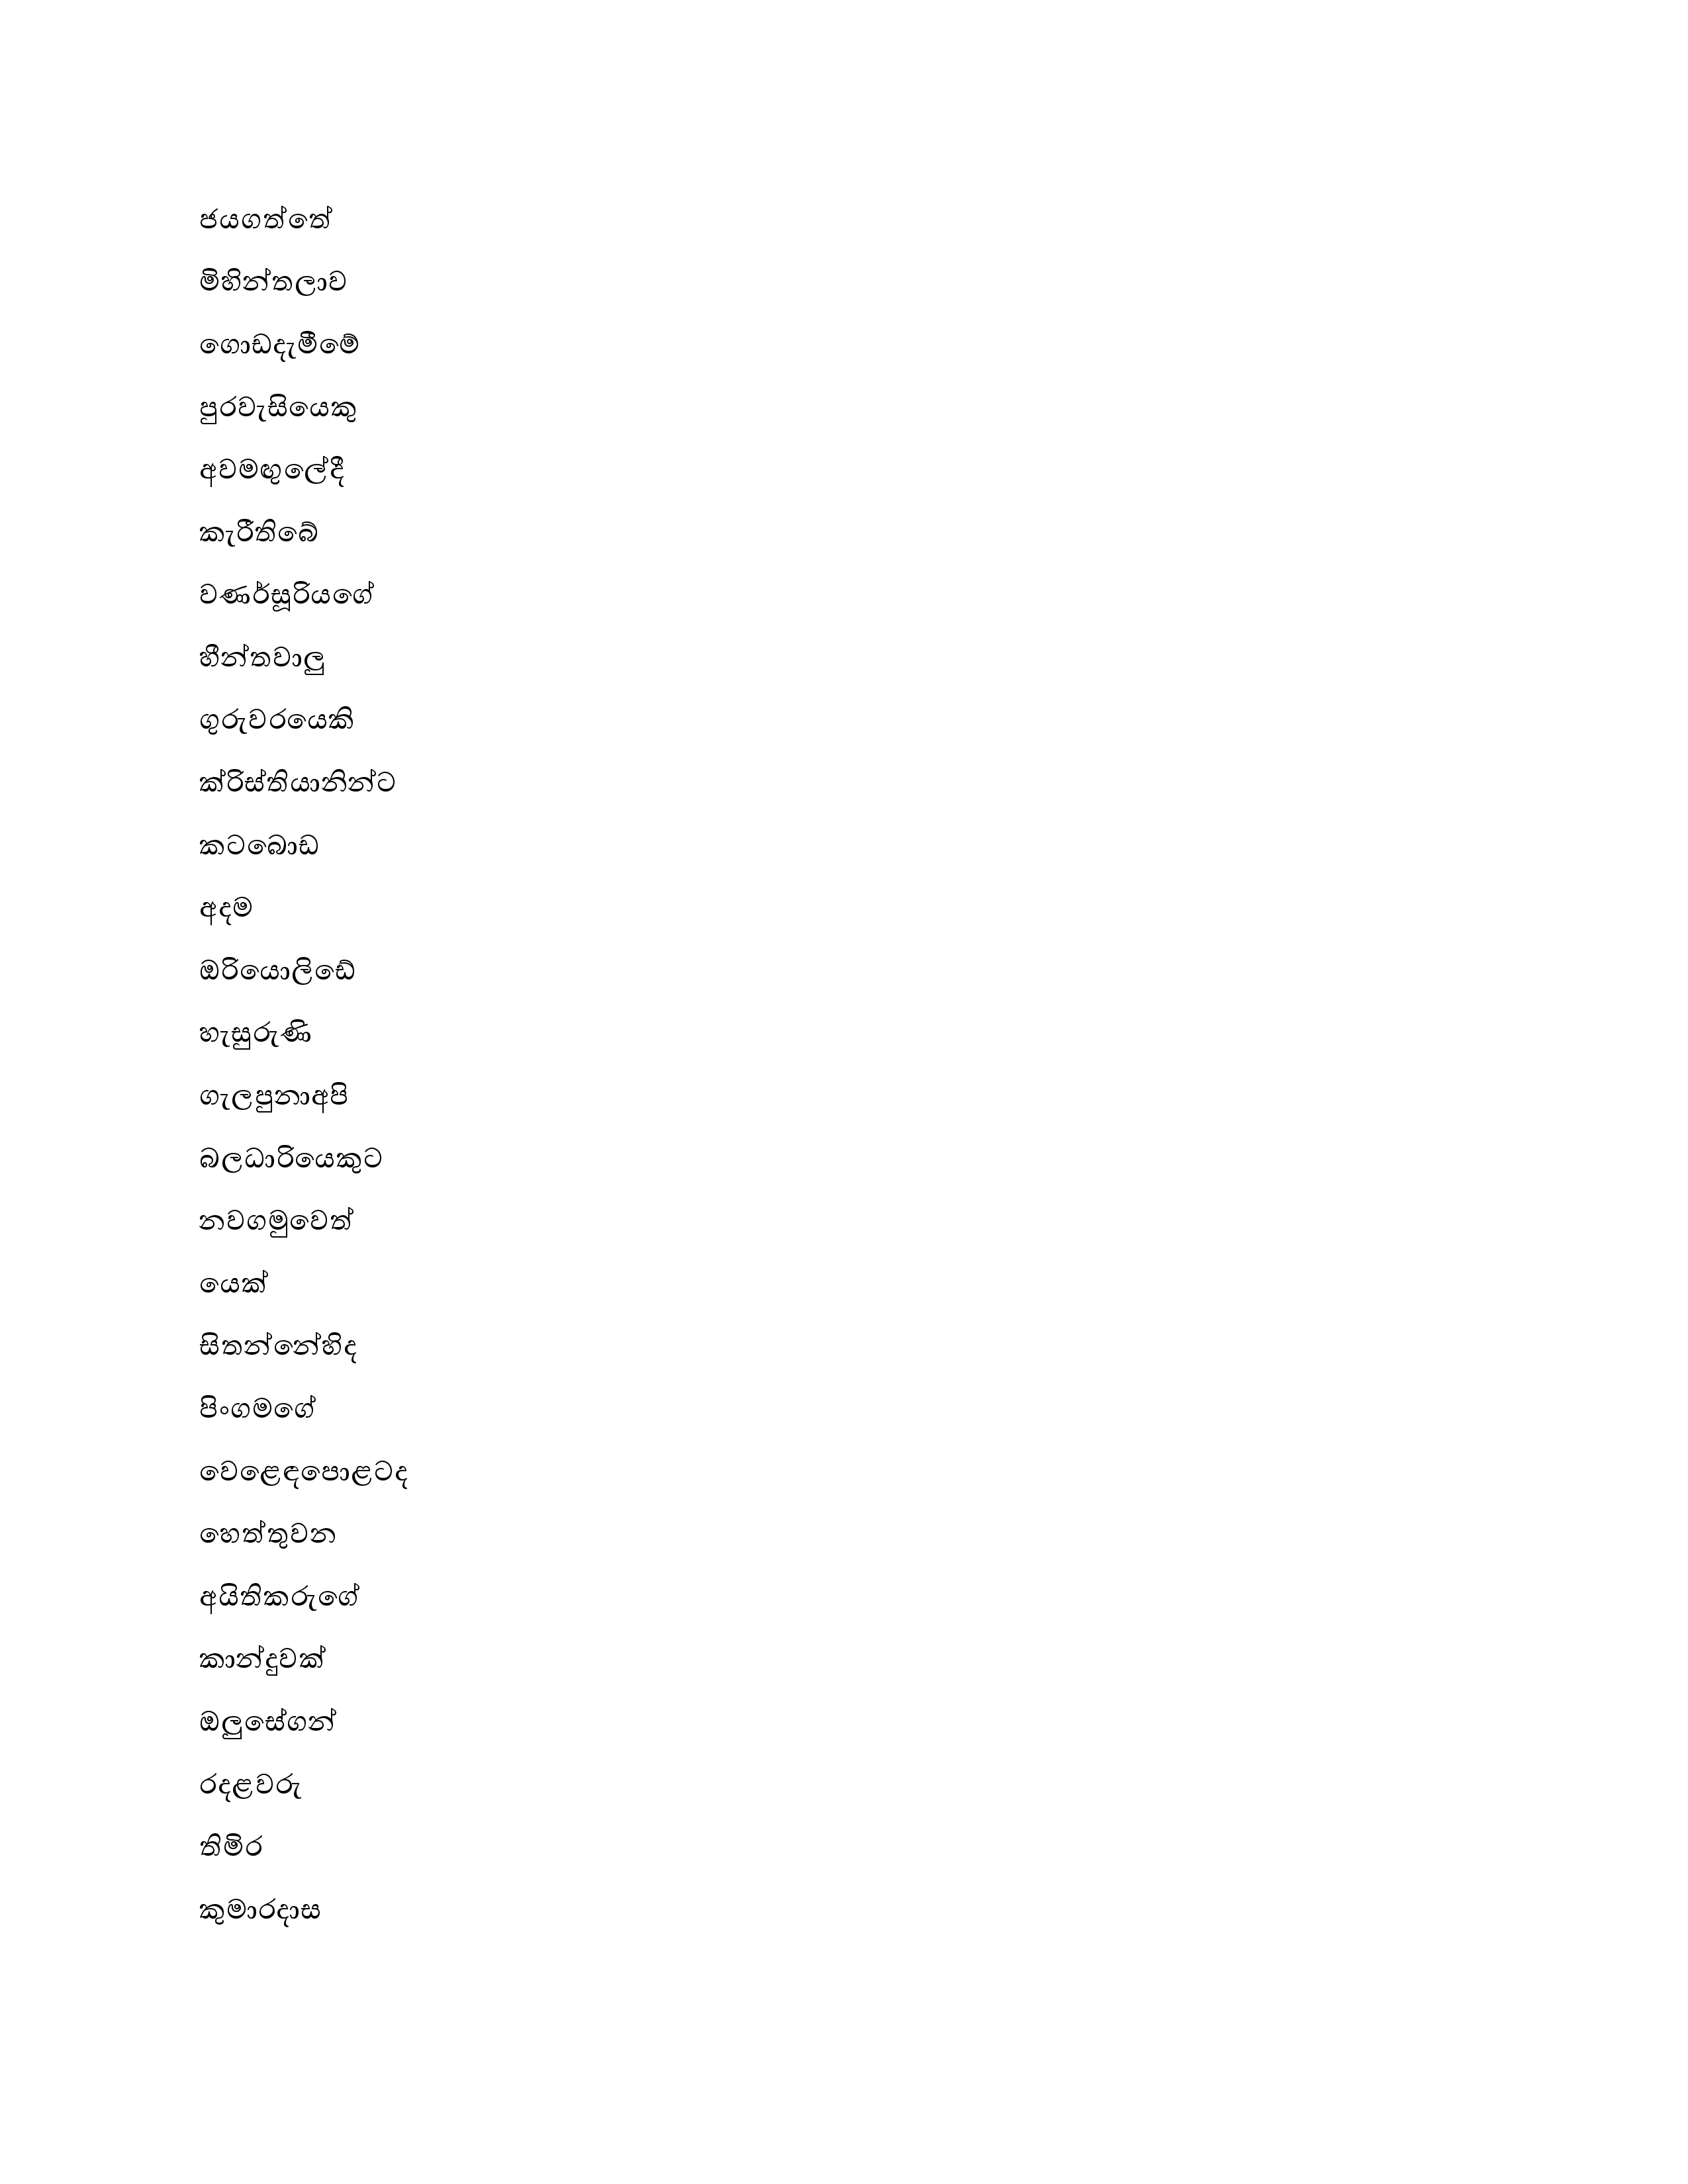 ජයගත්තේ
මිහින්තලාව
ගොඩදැමීමේ
පුරවැසියෙකු
අවමඟුලේදී
කැරීතිබේ
වණර්සූරියගේ
හීන්තවාලු
ගුරුවරයෙකි
ක්රිස්තියානින්ට
කටබොඩ
අදම
ඔරියොලිඩේ
හැසුරුණි
ගැලපුනාඅපි
බලධාරියෙකුට
නවගමුවෙත්
යෙක්
සිතන්නේහිද
පිංගමගේ
වෙළෙඳපොළටද
හෙත්තුවන
අයිතිකරුගේ
කාන්දුවක්
ඔලුසේගන්
රදළවරු
තිමිර
කුමාරදාස